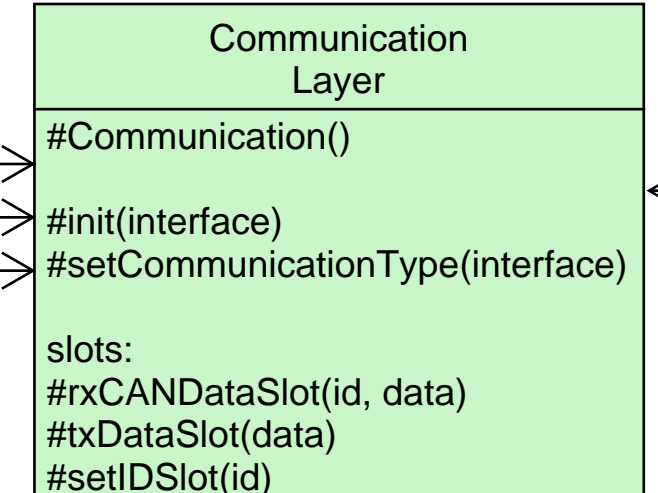 Communication
Layer
#Communication()
#init(interface)
#setCommunicationType(interface)
slots:
#rxCANDataSlot(id, data)
#txDataSlot(data)
#setIDSlot(id)